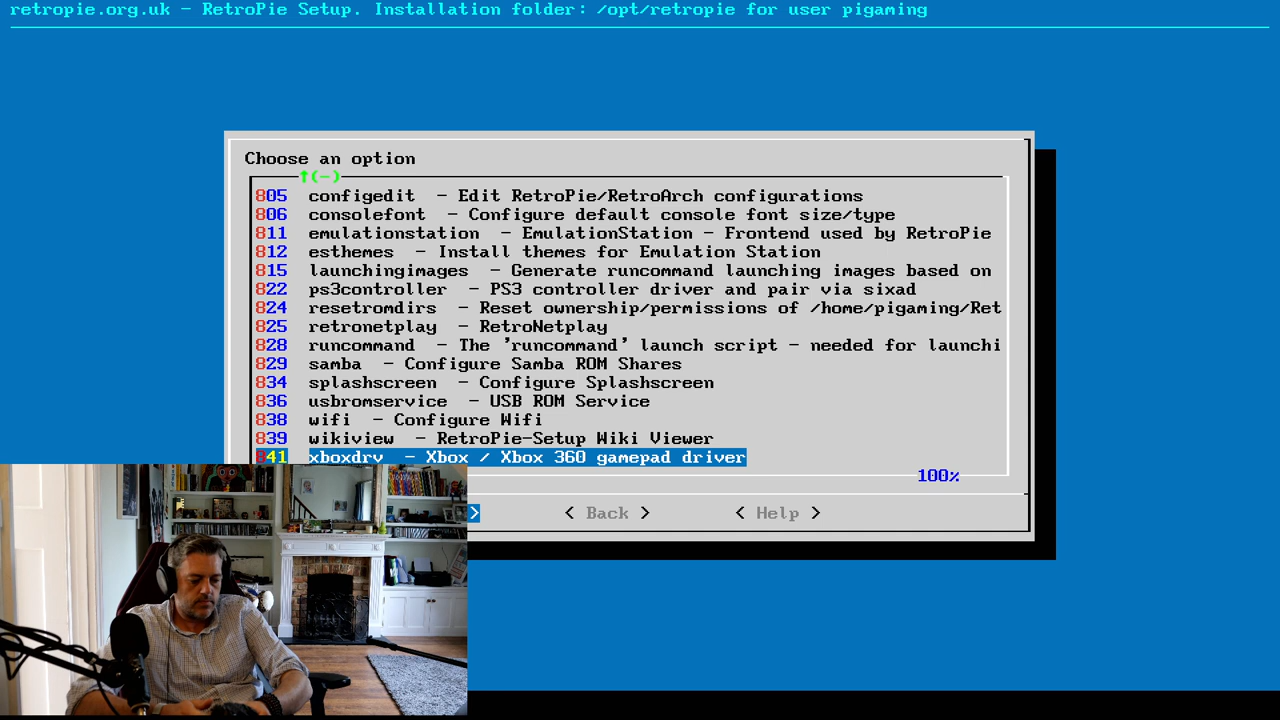 retropie.org.uk - RetroPie Setup. Installation folder: /opt/retropie for user pigaming
Choose an option
↑(-)
805 configedit - Edit RetroPie/RetroArch configurations
806 consolefont - Configure default console font size/type
811 emulationstation - EmulationStation - Frontend used by RetroPie
812 esthemes - Install themes for Emulation Station
815 launchingimages - Generate runcommand launching images based on
822 ps3controller - PS3 controller driver and pair via sixad
824 resetromdirs - Reset ownership/permissions of /home/pigaming/Ret
825 retronetplay - RetroNetplay
828 runcommand - The 'runcommand' launch script - needed for launchi
829 samba - Configure Samba ROM Shares
834 splashscreen - Configure Splashscreen
836 usbromservice - USB ROM Service
838 wifi - Configure Wifi
839 wikiview - RetroPie-Setup Wiki Viewer
841 xboxdrv - Xbox / Xbox 360 gamepad driver
100%
> < Back > < Help >